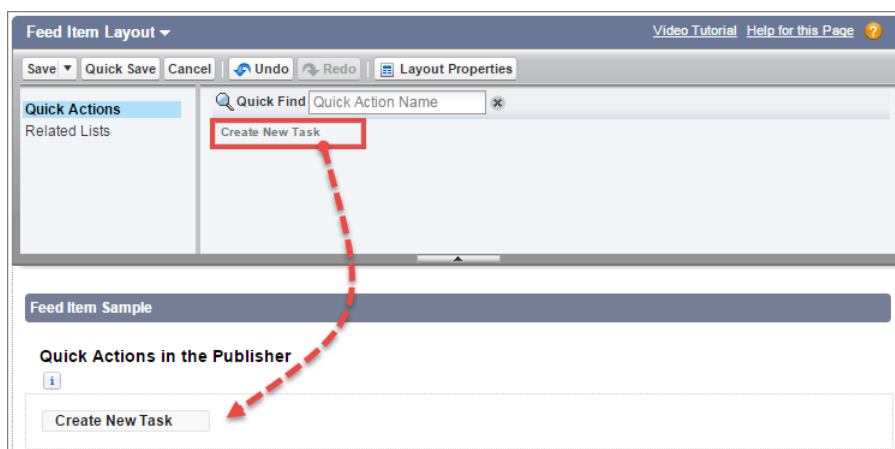 Feed Item Layout Video Tutorial Help for this Page ?
Save Quick Save Cancel Undo Redo Layout Properties
Quick Actions
Related Lists
Quick Find Quick Action Name
Create New Task
Feed Item Sample
Quick Actions in the Publisher
i
Create New Task